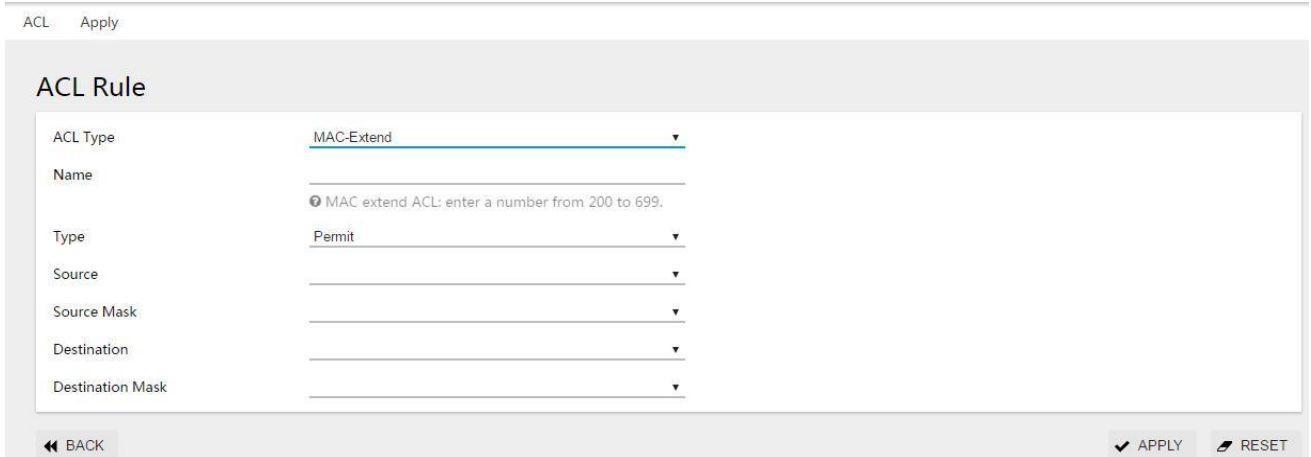 ACL Apply
ACL Rule
ACL Type MAC-Extend
Name
MAC extend ACL: enter a number from 200 to 699.
Type Permit
Source
Source Mask
Destination
Destination Mask
BACK APPLY RESET